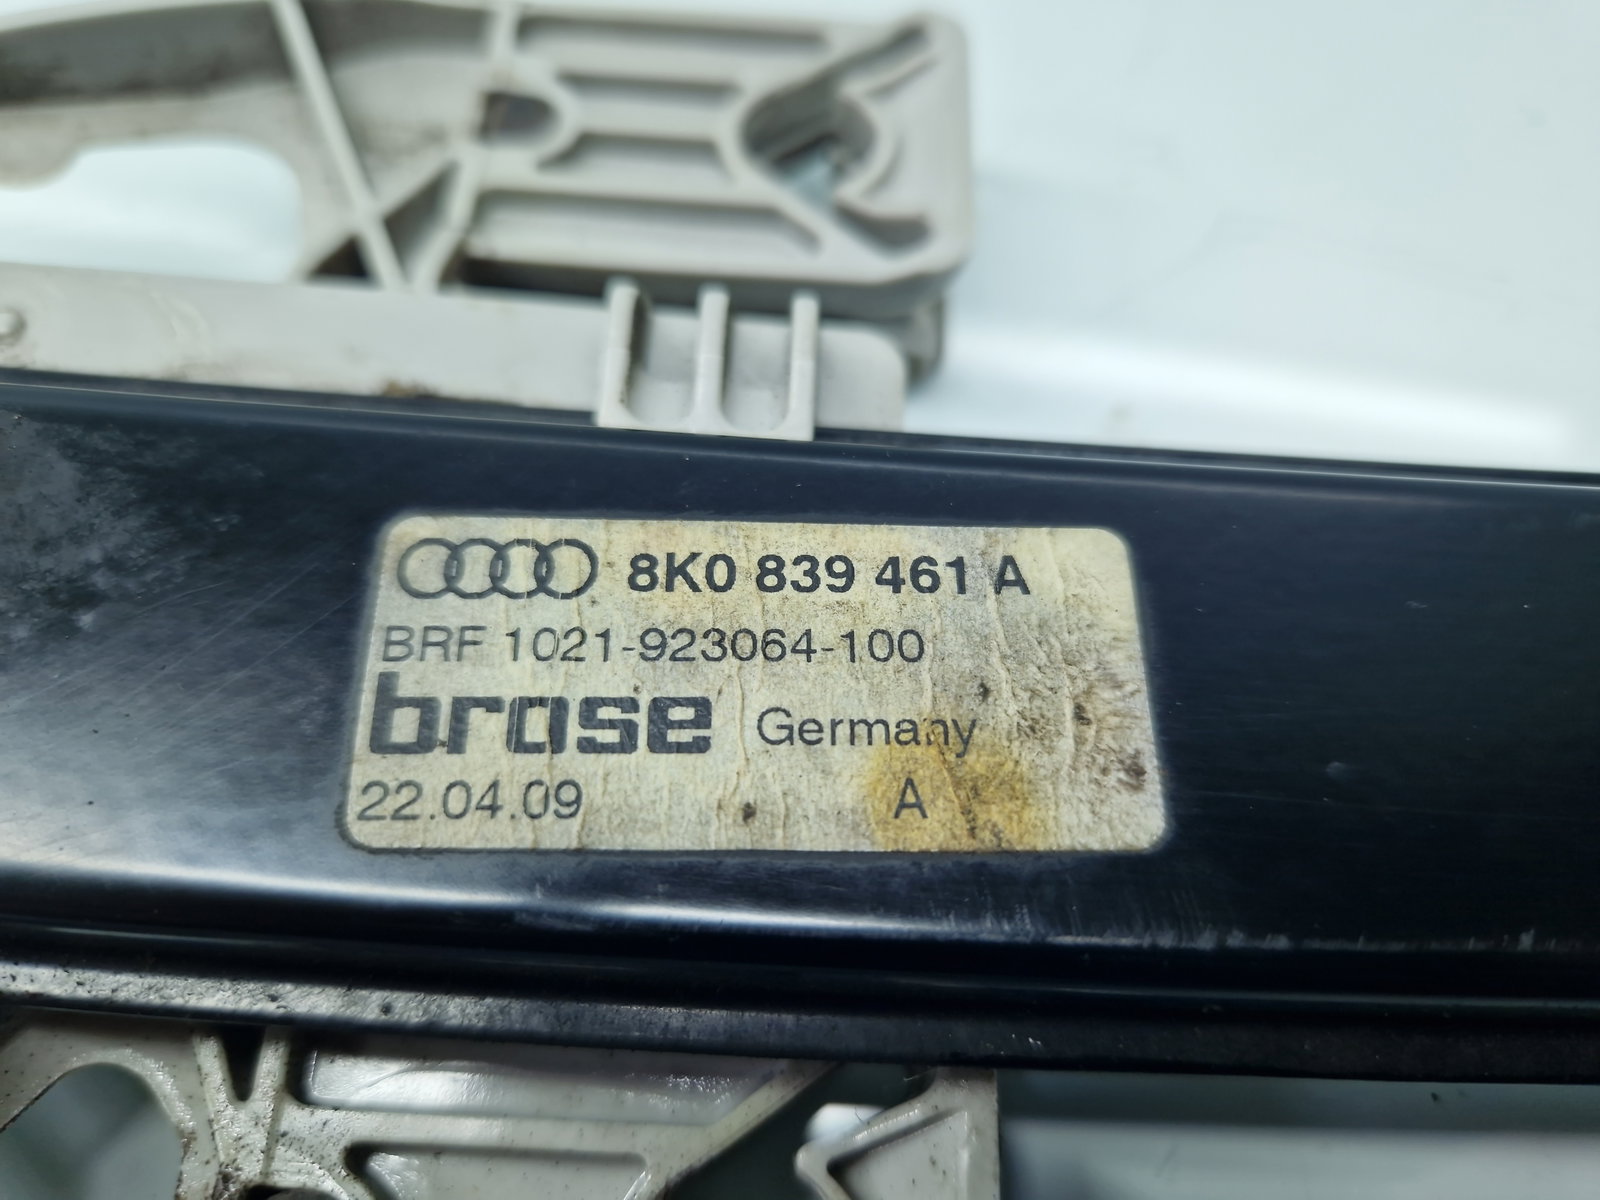 8K0 839 461 A
BRF 1021-923064-100
brose Germany
22.04.09 A